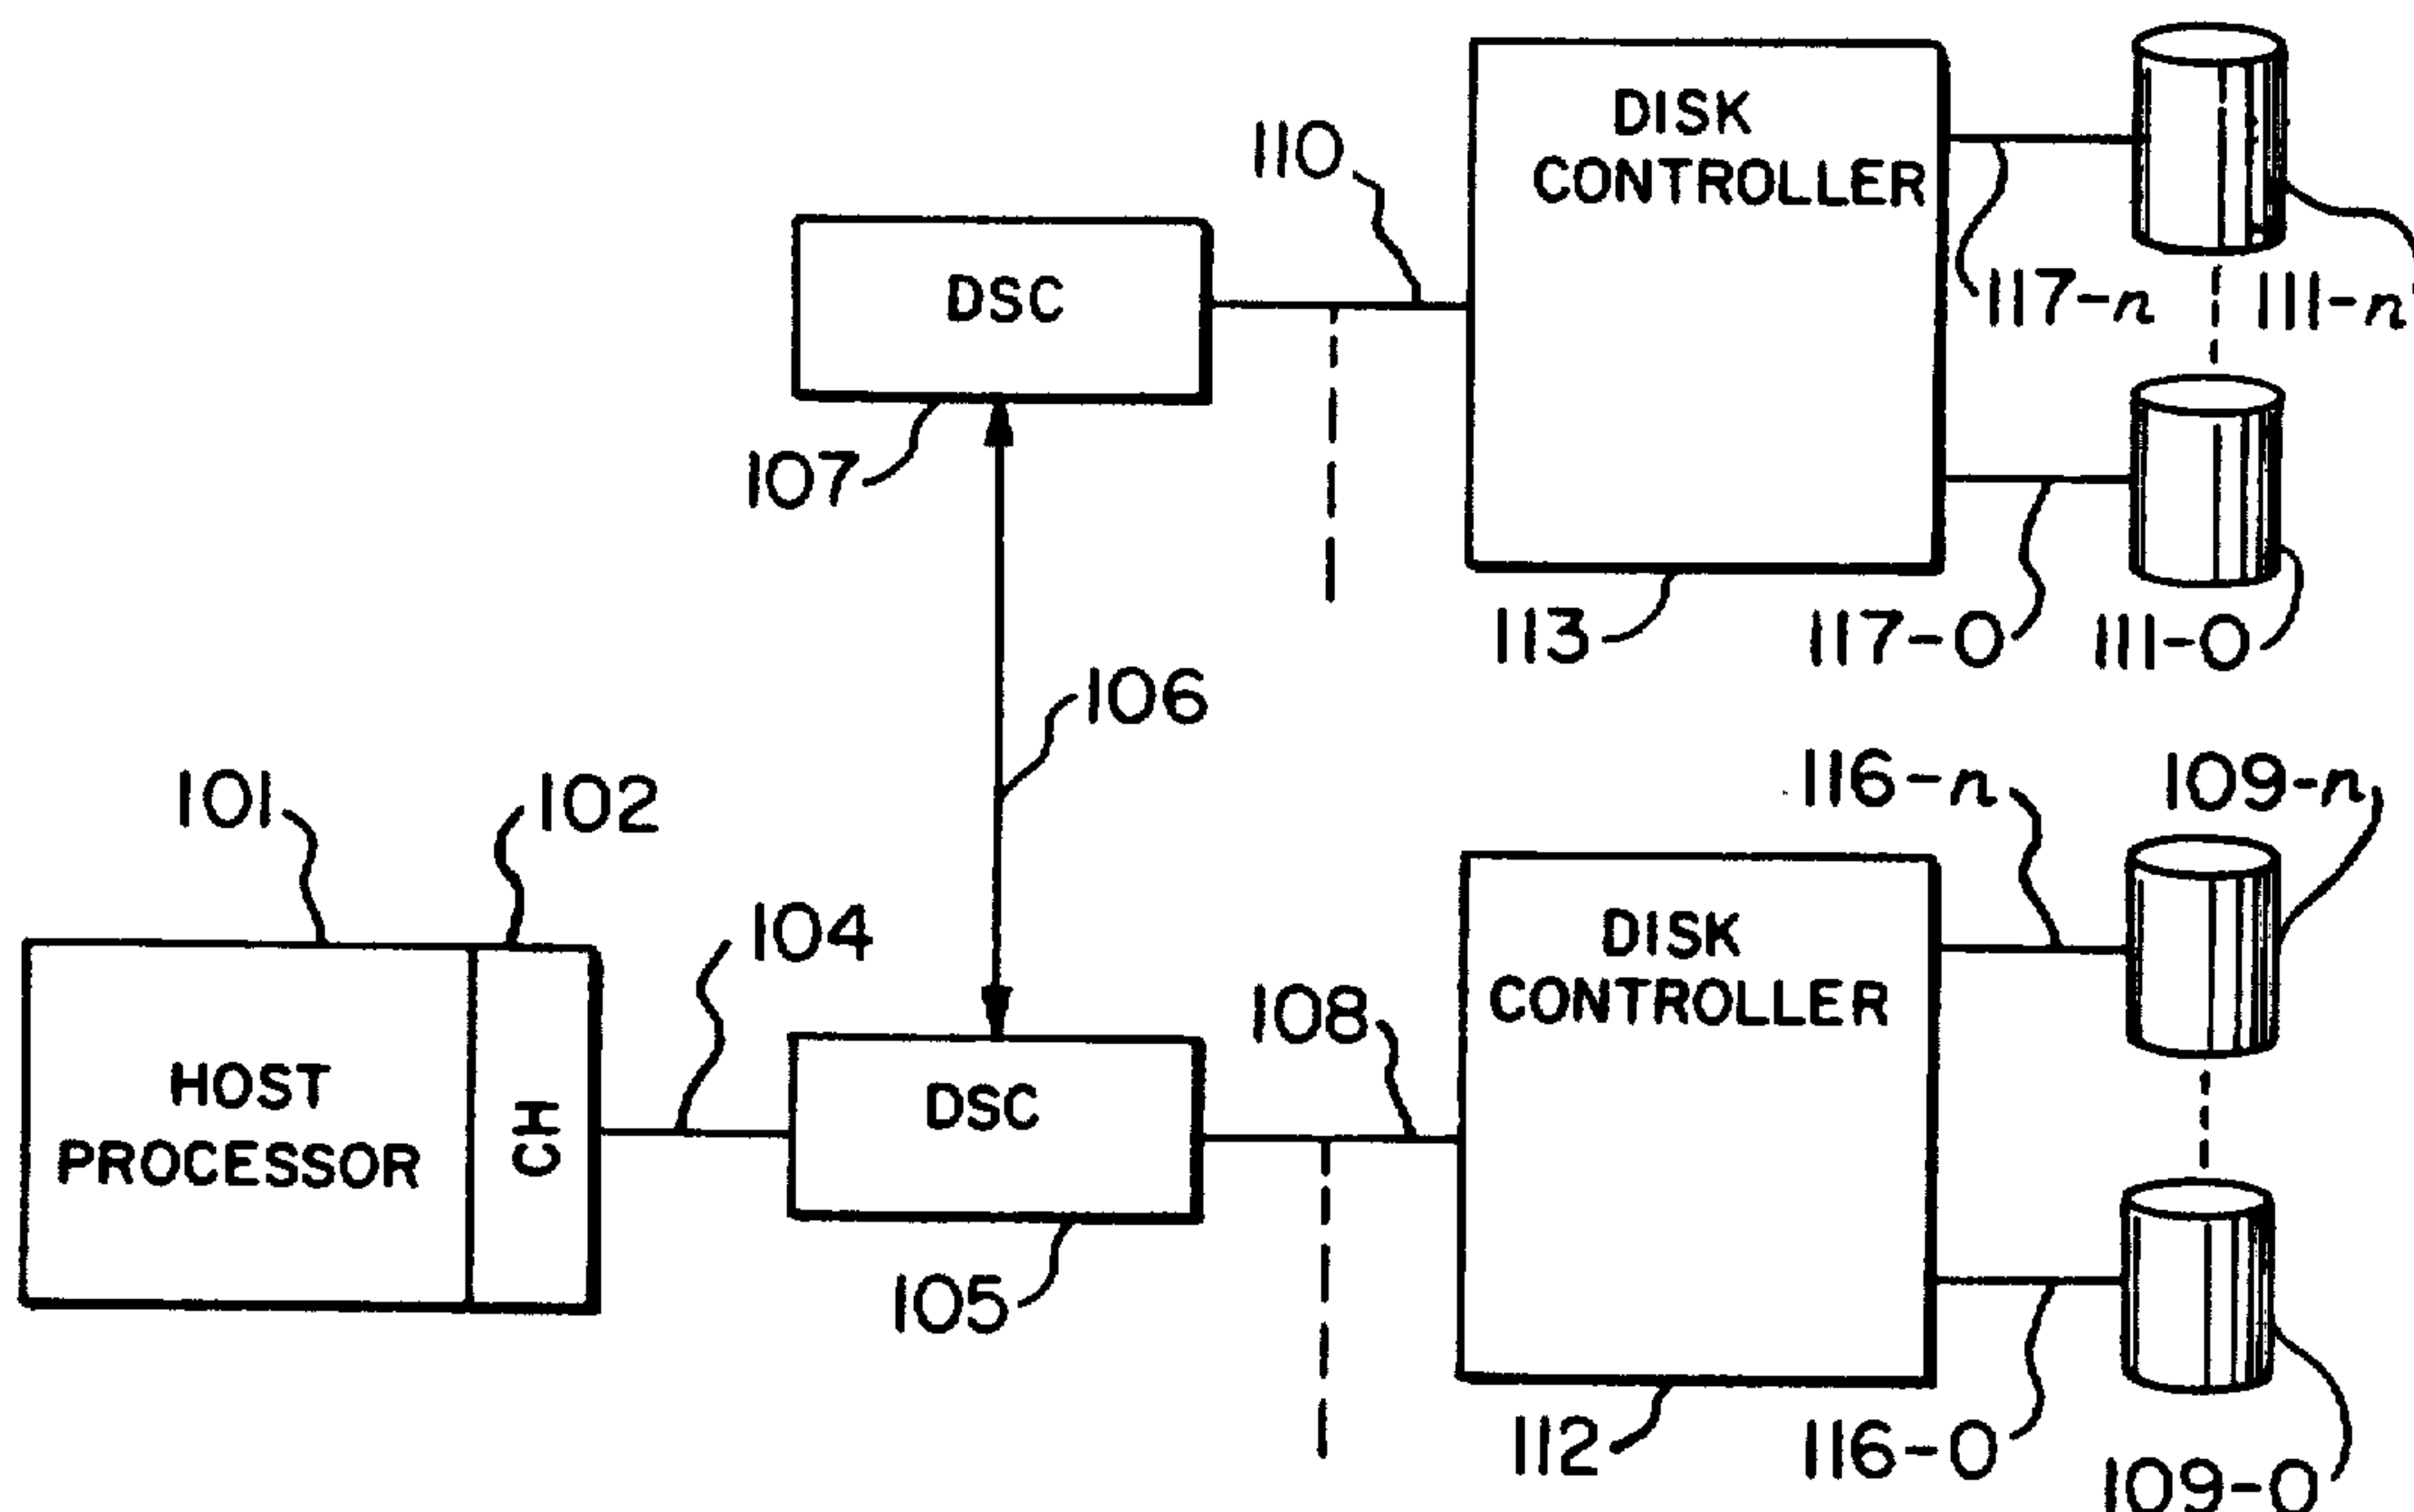 DISK
CONTROLLER
110
DSC
117-n
111-n
107
113
117-0
111-0
106
101
102
104
116-n
109-n
HOST
PROCESSOR
CH
DSC
108
DISK
CONTROLLER
105
112
116-0
109-0